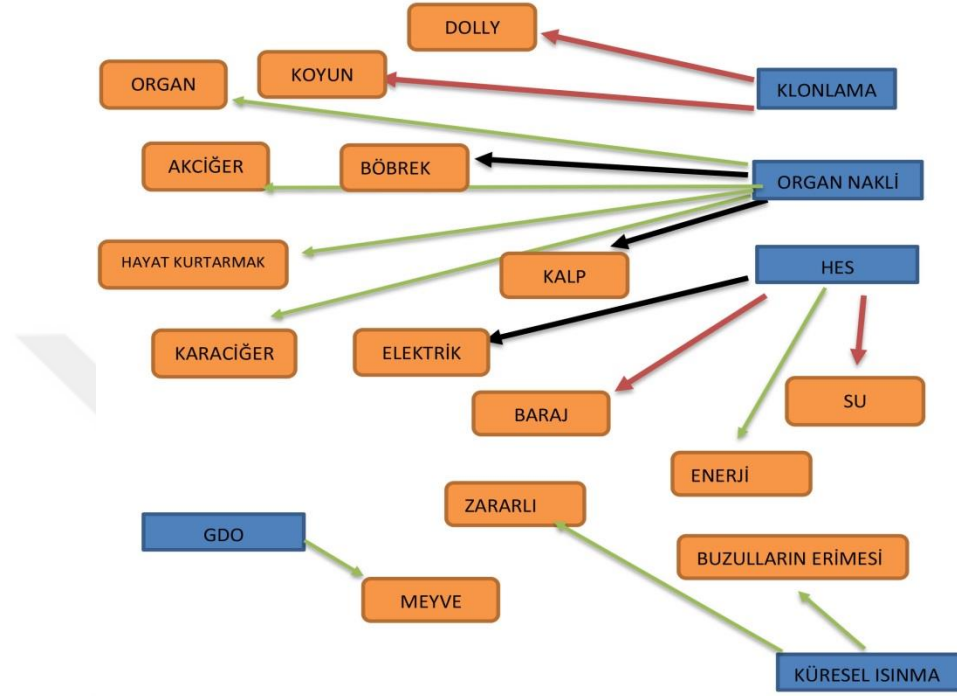 DOLLY
KOYUN
ORGAN
KLONLAMA
AKCİĞER
BÖBREK
ORGAN NAKLİ
HAYAT KURTARMAK
KALP
HES
KARACİĞER
ELEKTRİK
BARAJ
SU
ENERJİ
ZARARLI
GDO
BUZULLARIN ERİMESİ
MEYVE
KÜRESEL ISINMA